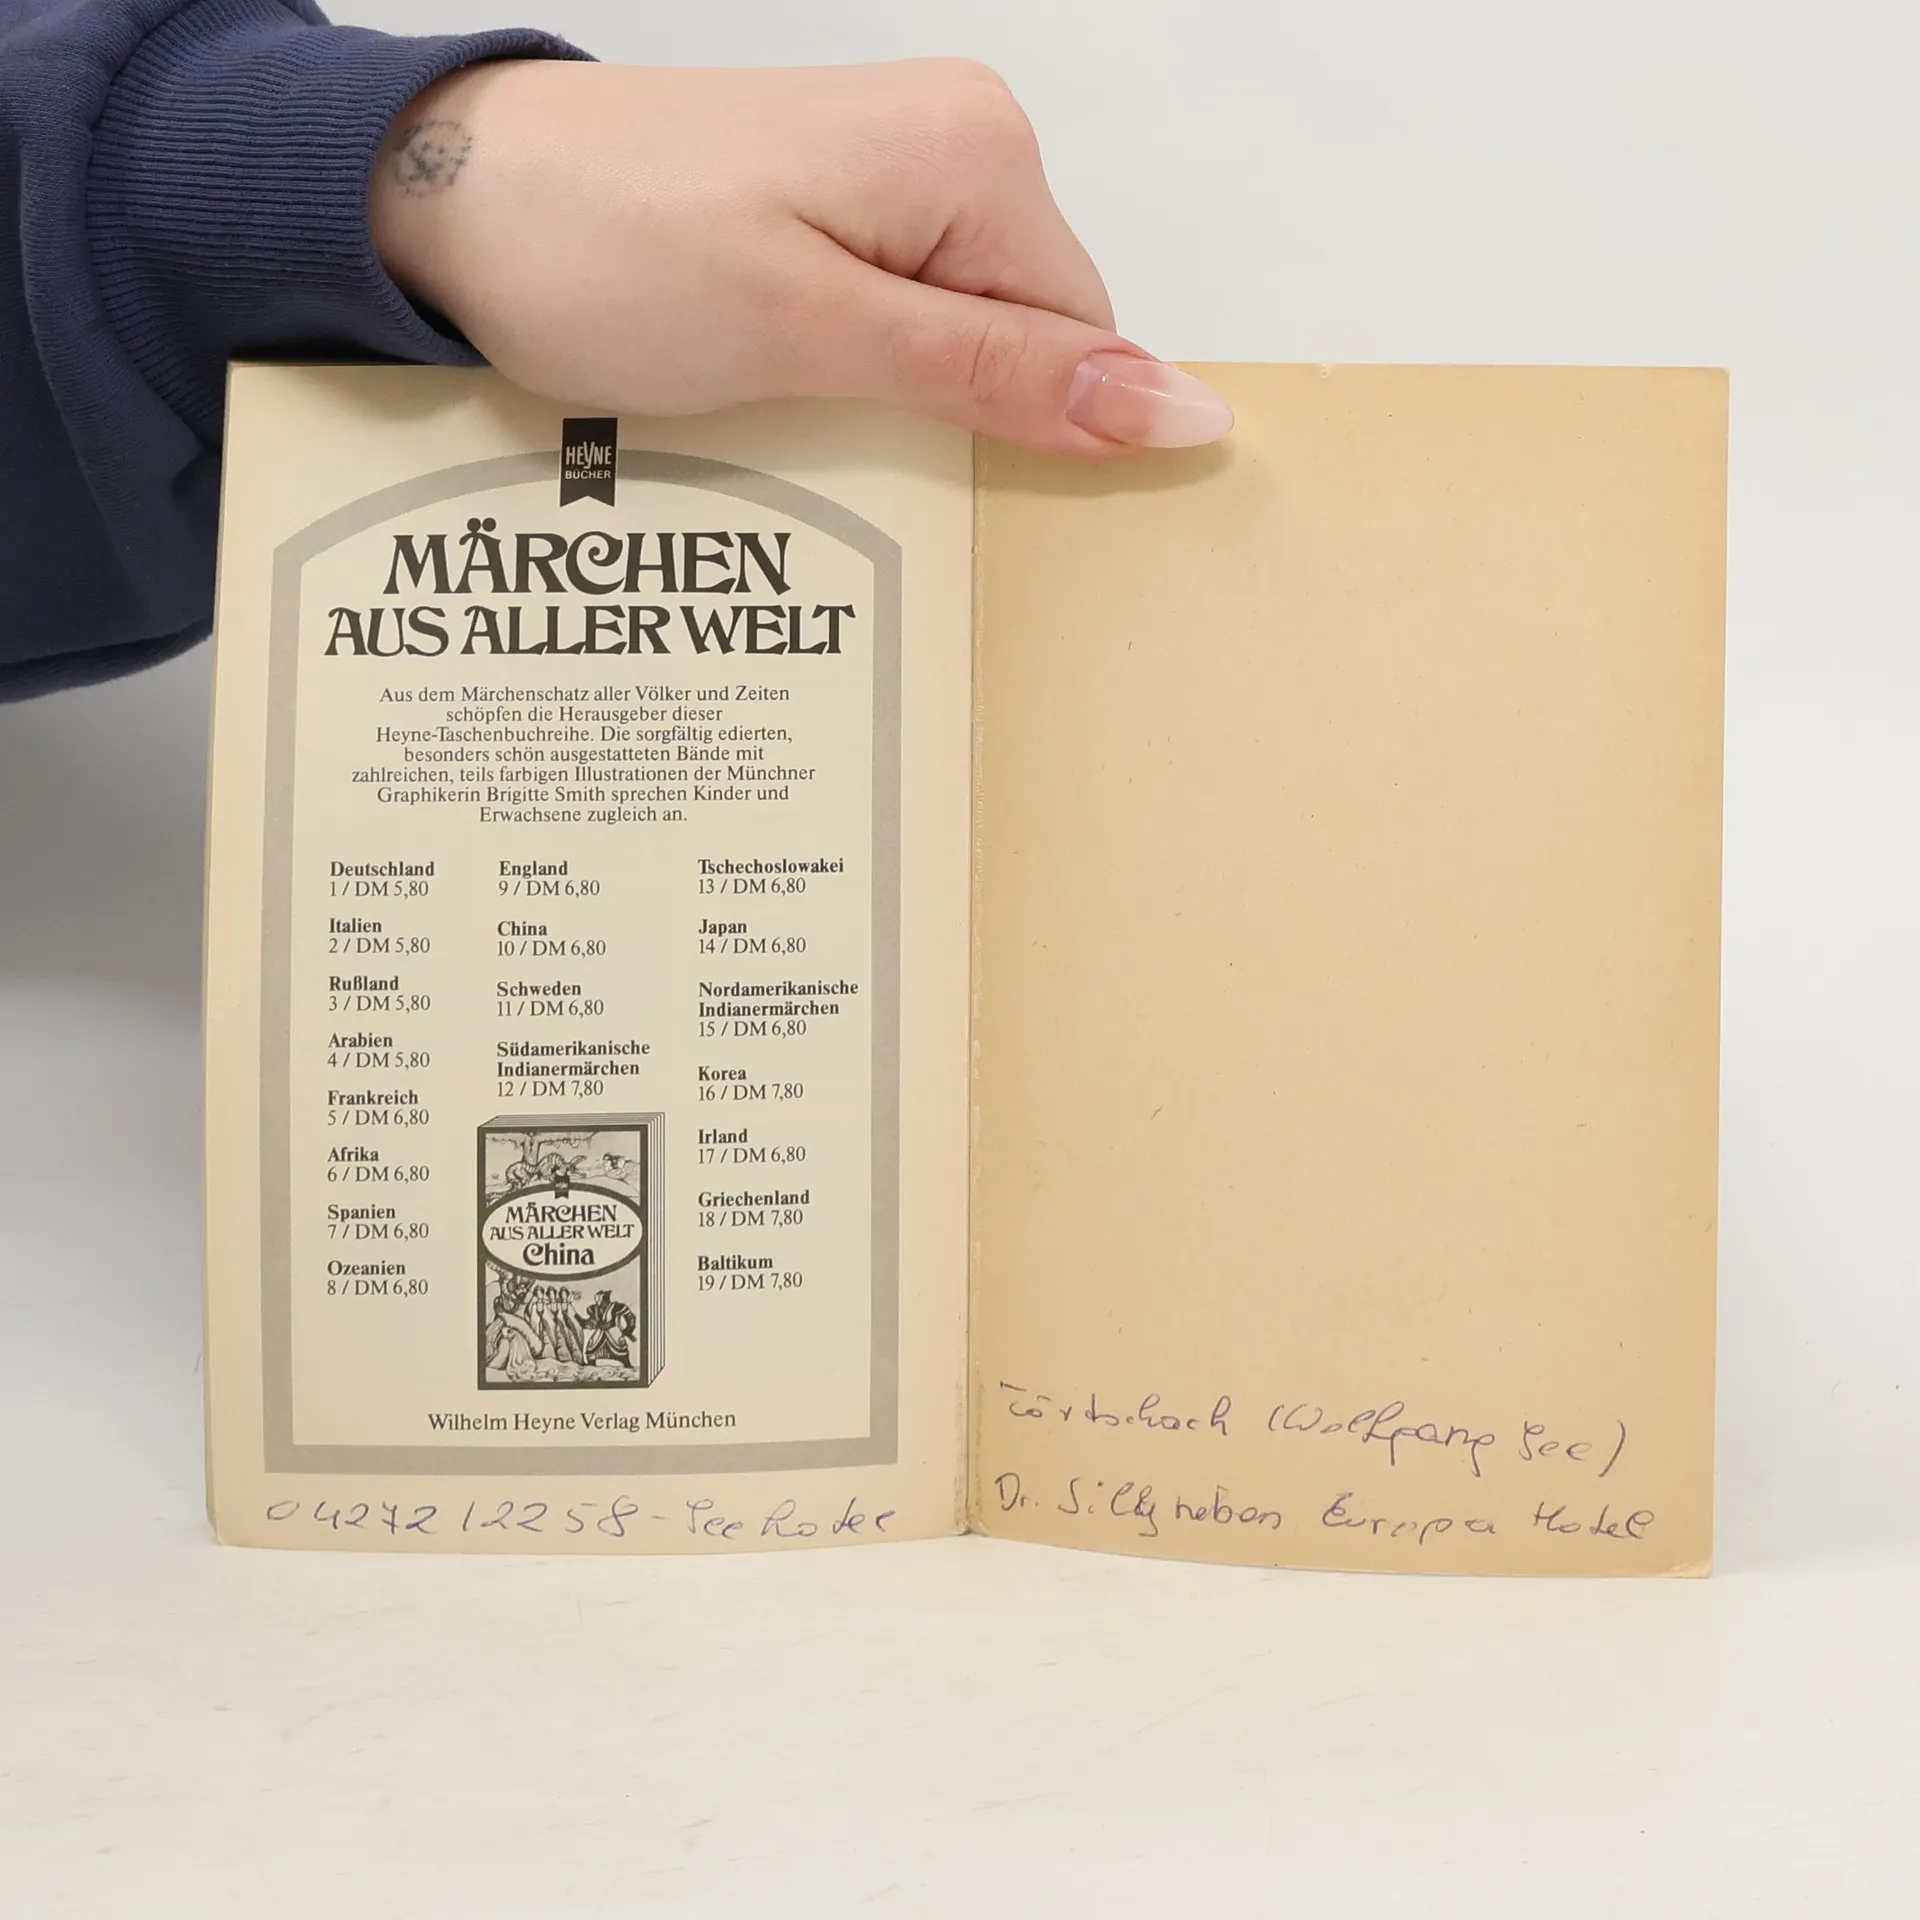 HEYNE
BÜCHER
MÄRCHEN
AUS ALLER WELT
Aus dem Märchenschatz aller Völker und Zeiten
schöpfen die Herausgeber dieser
Heyne-Taschenbuchreihe. Die sorgfältig edierten,
besonders schön ausgestatteten Bände mit
zahlreichen, teils farbigen Illustrationen der Münchner
Graphikerin Brigitte Smith sprechen Kinder und
Erwachsene zugleich an.
Deutschland
1 / DM 5,80
Italien
2 / DM 5,80
Rußland
3 / DM 5,80
Arabien
4 / DM 5,80
Frankreich
5 / DM 6,80
Afrika
6 / DM 6,80
Spanien
7 / DM 6,80
Ozeanien
8 / DM 6,80
England
9 / DM 6,80
China
10 / DM 6,80
Schweden
11 / DM 6,80
Südamerikanische
Indianermärchen
12 / DM 7,80
MÄRCHEN
AUS ALLER WELT
China
Tschechoslowakei
13 / DM 6,80
Japan
14 / DM 6,80
Nordamerikanische
Indianermärchen
15 / DM 6,80
Korea
16 / DM 7,80
Irland
17 / DM 6,80
Griechenland
18 / DM 7,80
Baltikum
19 / DM 7,80
Wilhelm Heyne Verlag München
04272 / 2258 - See hotel
(Wolfgang See)
Dr. Silly neben Europa Hotel